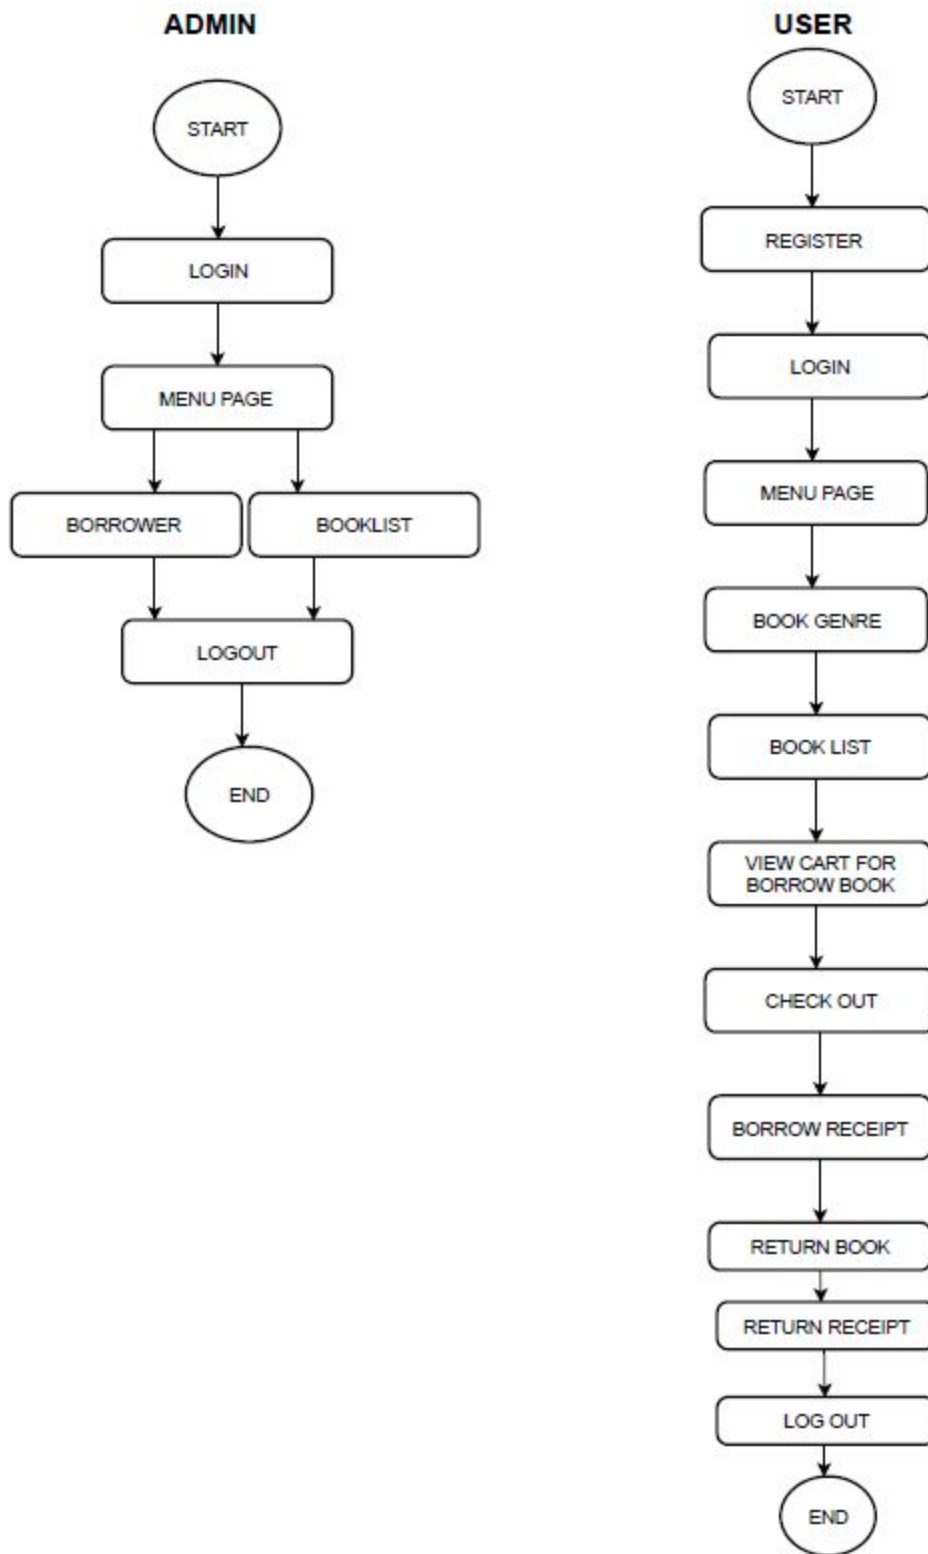 ADMIN
START
LOGIN
MENU PAGE
BORROWER
BOOKLIST
LOGOUT
END
USER
START
REGISTER
LOGIN
MENU PAGE
BOOK GENRE
BOOK LIST
VIEW CART FOR
BORROW BOOK
CHECK OUT
BORROW RECEIPT
RETURN BOOK
RETURN RECEIPT
LOG OUT
END